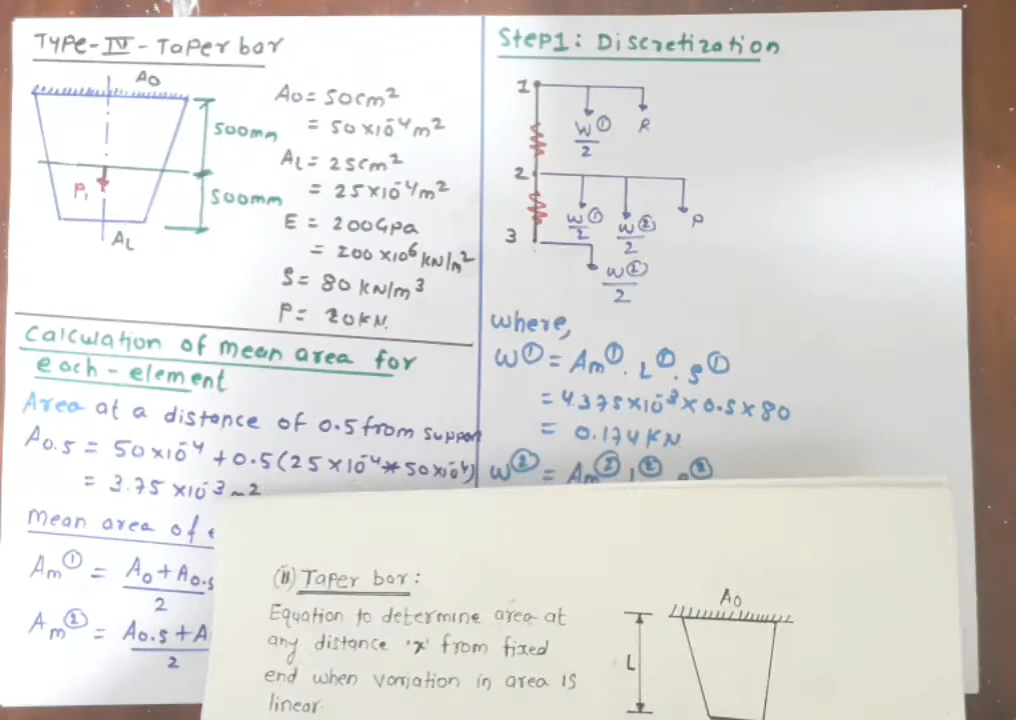 TYPE-IV-Taper bar
A0
500mm
P1
500mm
AL
A0 = 50cm²
= 50×10⁻⁴m²
AL = 25cm²
= 25×10⁻⁴m²
E = 200Gpa
= 200×10⁶ KN/m²
S = 80 KN/m³
P = 20KN.
Calculation of mean area for
each-element
Area at a distance of 0.5 from support
A0.5 = 50×10⁻⁴ + 0.5(25×10⁻⁴*50×10⁻⁴)
= 3.75×10⁻³
Mean area of
Am① = A0 + A0.5
2
Am② = A0.5 + A
2
Step1: Discretization
1
W①/2
R
2
W①/2
W②/2
P
3
W②/2
where,
W① = Am①. L①. S①
= 4.375×10⁻³×0.5×80
= 0.174KN.
W② = Am②
(ii) Taper bar:
Equation to determine area at
any distance 'x' from fixed
end when variation in area is
linear.
A0
L